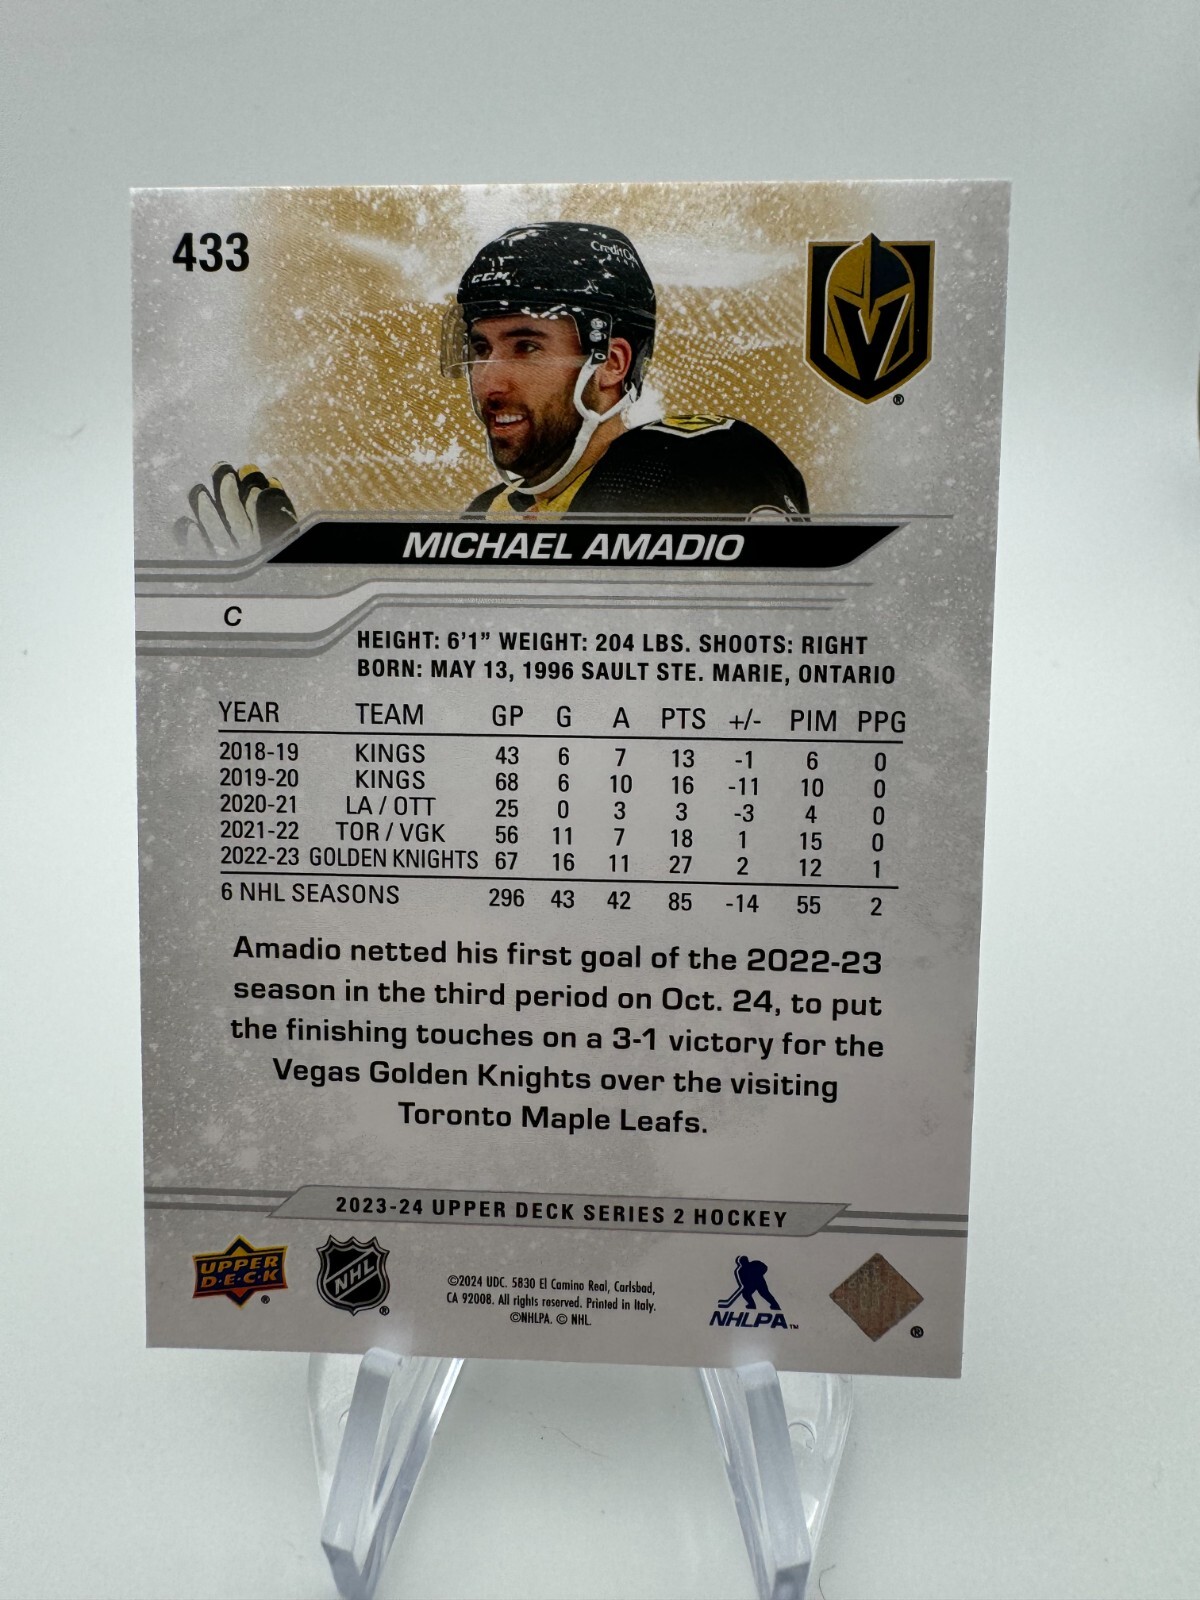 433
CreditO
CCM
MICHAEL AMADIO
C
HEIGHT: 6'1" WEIGHT: 204 LBS. SHOOTS: RIGHT
BORN: MAY 13, 1996 SAULT STE. MARIE, ONTARIO
YEAR TEAM GP G A PTS +/- PIM PPG
2018-19 KINGS 43 6 7 13 -1 6 0
2019-20 KINGS 68 6 10 16 -11 10 0
2020-21 LA / OTT 25 0 3 3 -3 4 0
2021-22 TOR / VGK 56 11 7 18 1 15 0
2022-23 GOLDEN KNIGHTS 67 16 11 27 2 12 1
6 NHL SEASONS 296 43 42 85 -14 55 2
Amadio netted his first goal of the 2022-23
season in the third period on Oct. 24, to put
the finishing touches on a 3-1 victory for the
Vegas Golden Knights over the visiting
Toronto Maple Leafs.
2023-24 UPPER DECK SERIES 2 HOCKEY
UPPER
D·E·C·K ®
NHL ®
©2024 UDC. 5830 El Camino Real, Carlsbad,
CA 92008. All rights reserved. Printed in Italy.
©NHLPA. © NHL.
NHLPA™
®